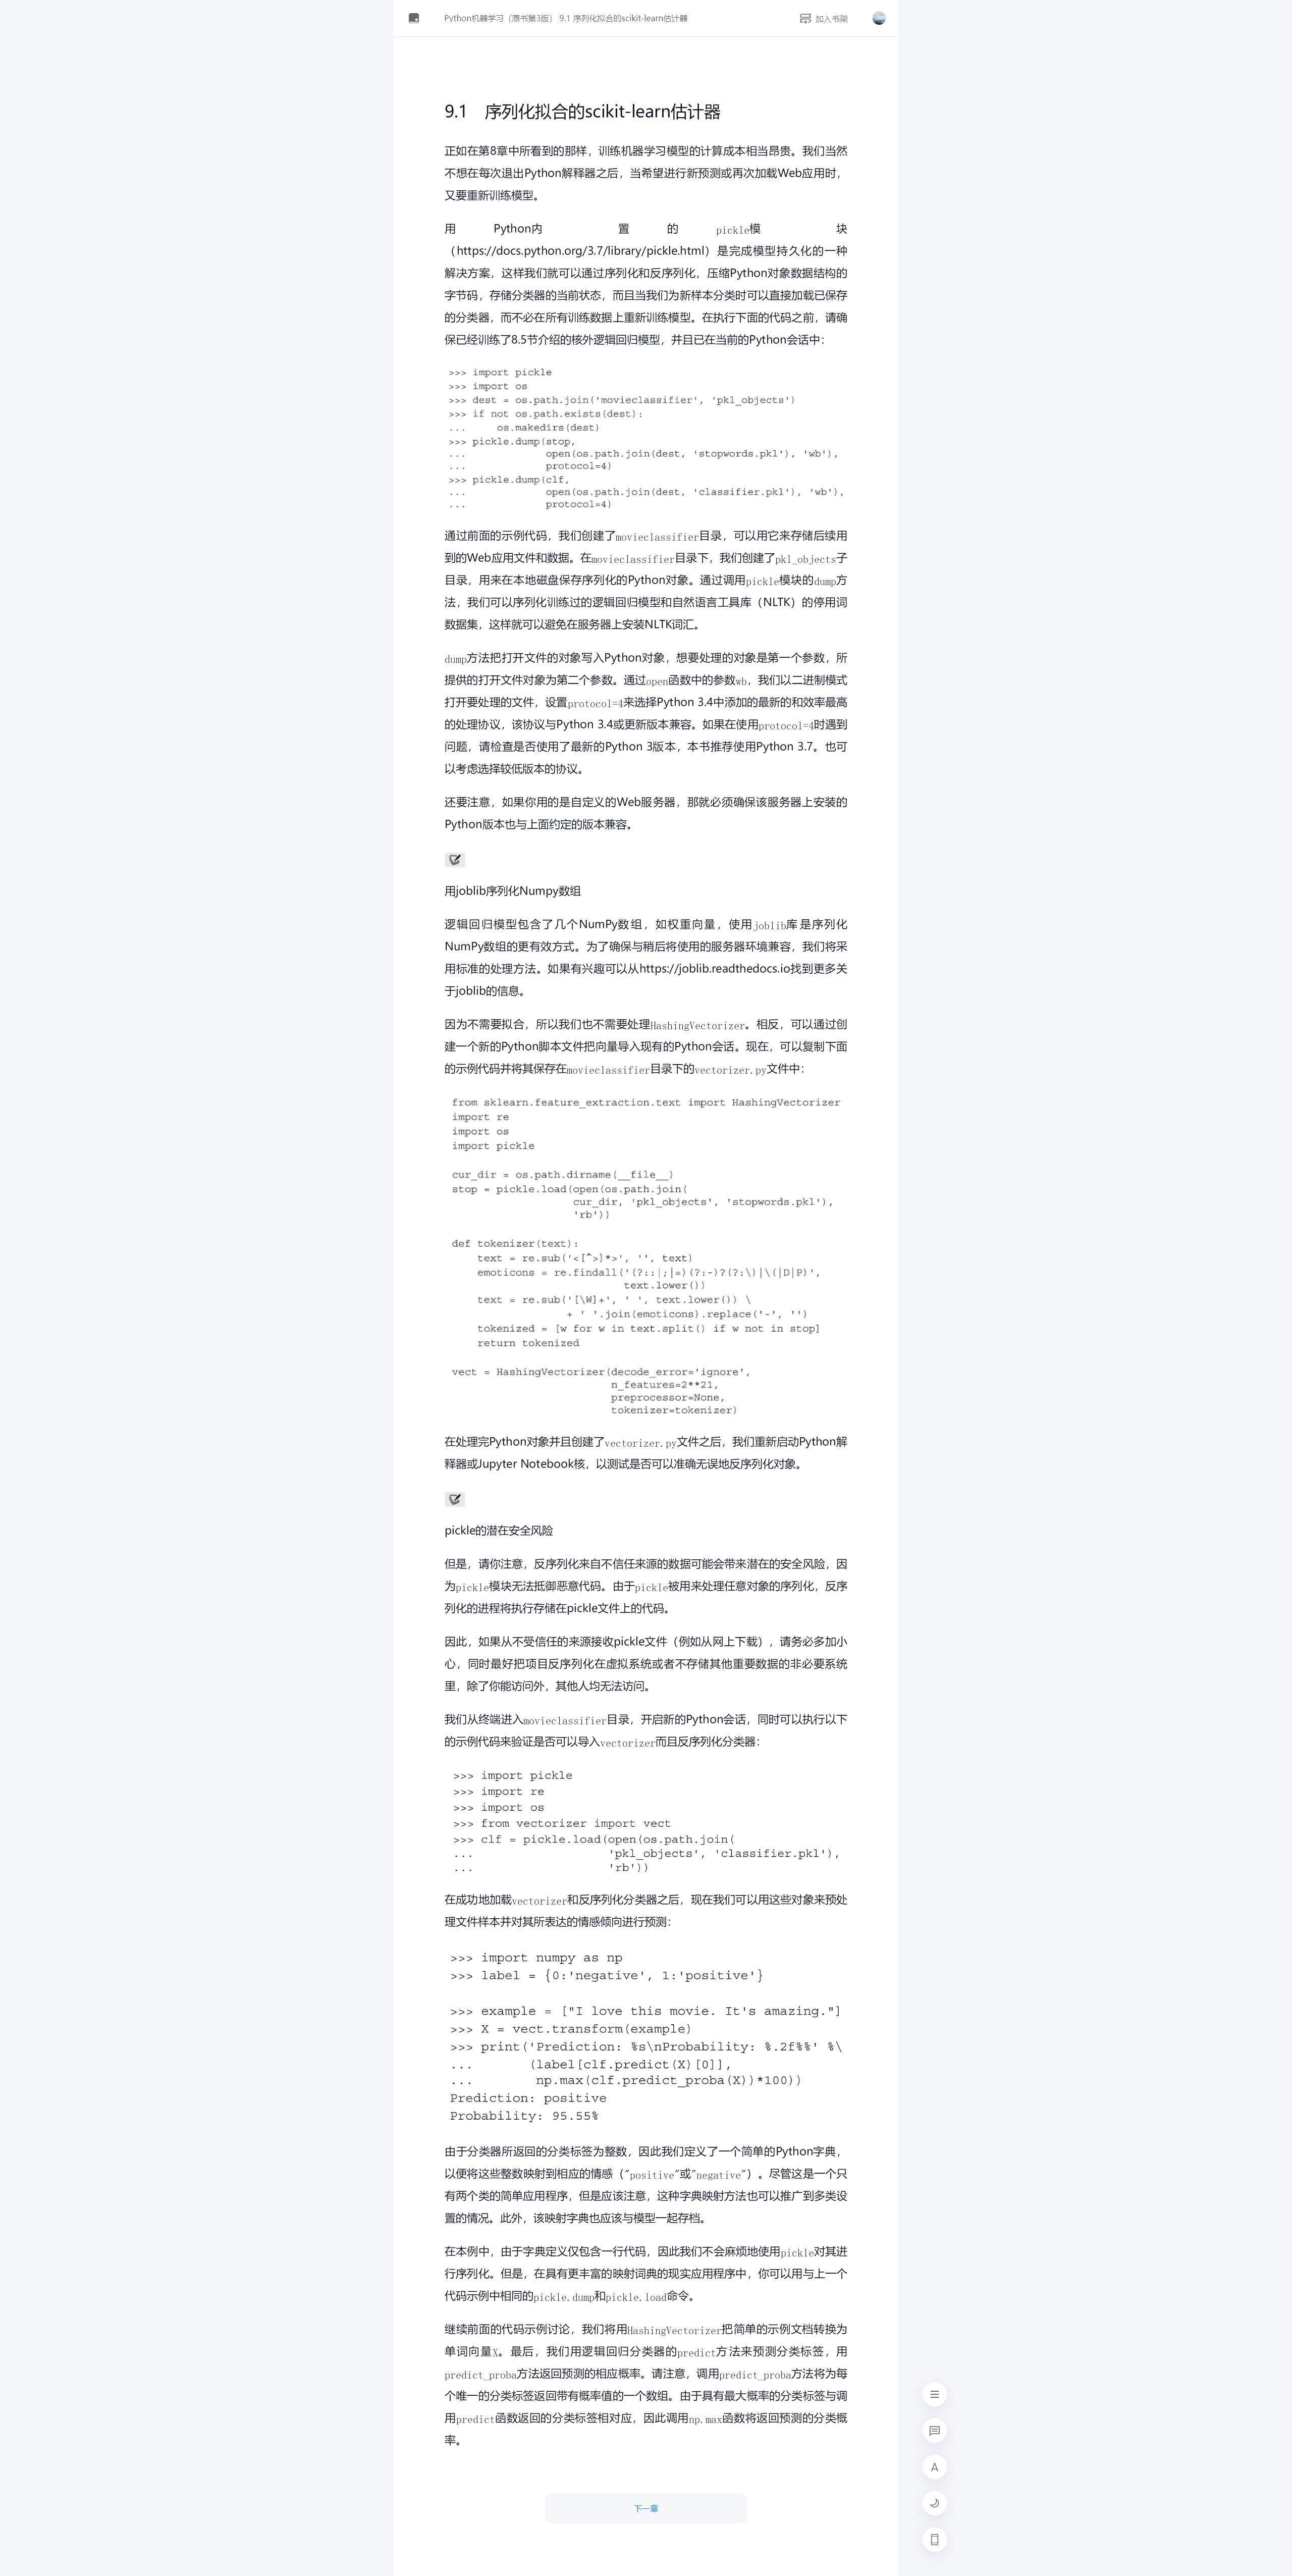 Python机器学习（原书第3版） 9.1 序列化拟合的scikit-learn估计器
加入书架
9.1 序列化拟合的scikit-learn估计器
正如在第8章中所看到的那样，训练机器学习模型的计算成本相当昂贵。我们当然
不想在每次退出Python解释器之后，当希望进行新预测或再次加载Web应用时，
又要重新训练模型。
用 Python内 置 的 pickle模 块
（https://docs.python.org/3.7/library/pickle.html）是完成模型持久化的一种
解决方案，这样我们就可以通过序列化和反序列化，压缩Python对象数据结构的
字节码，存储分类器的当前状态，而且当我们为新样本分类时可以直接加载已保存
的分类器，而不必在所有训练数据上重新训练模型。在执行下面的代码之前，请确
保已经训练了8.5节介绍的核外逻辑回归模型，并且已在当前的Python会话中：
>>> import pickle
>>> import os
>>> dest = os.path.join('movieclassifier', 'pkl_objects')
>>> if not os.path.exists(dest):
...     os.makedirs(dest)
>>> pickle.dump(stop,
...             open(os.path.join(dest, 'stopwords.pkl'), 'wb'),
...             protocol=4)
>>> pickle.dump(clf,
...             open(os.path.join(dest, 'classifier.pkl'), 'wb'),
...             protocol=4)
通过前面的示例代码，我们创建了movieclassifier目录，可以用它来存储后续用
到的Web应用文件和数据。在movieclassifier目录下，我们创建了pkl_objects子
目录，用来在本地磁盘保存序列化的Python对象。通过调用pickle模块的dump方
法，我们可以序列化训练过的逻辑回归模型和自然语言工具库（NLTK）的停用词
数据集，这样就可以避免在服务器上安装NLTK词汇。
dump方法把打开文件的对象写入Python对象，想要处理的对象是第一个参数，所
提供的打开文件对象为第二个参数。通过open函数中的参数wb，我们以二进制模式
打开要处理的文件，设置protocol=4来选择Python 3.4中添加的最新的和效率最高
的处理协议，该协议与Python 3.4或更新版本兼容。如果在使用protocol=4时遇到
问题，请检查是否使用了最新的Python 3版本，本书推荐使用Python 3.7。也可
以考虑选择较低版本的协议。
还要注意，如果你用的是自定义的Web服务器，那就必须确保该服务器上安装的
Python版本也与上面约定的版本兼容。
用joblib序列化Numpy数组
逻辑回归模型包含了几个NumPy数组，如权重向量，使用joblib库是序列化
NumPy数组的更有效方式。为了确保与稍后将使用的服务器环境兼容，我们将采
用标准的处理方法。如果有兴趣可以从https://joblib.readthedocs.io找到更多关
于joblib的信息。
因为不需要拟合，所以我们也不需要处理HashingVectorizer。相反，可以通过创
建一个新的Python脚本文件把向量导入现有的Python会话。现在，可以复制下面
的示例代码并将其保存在movieclassifier目录下的vectorizer.py文件中：
from sklearn.feature_extraction.text import HashingVectorizer
import re
import os
import pickle
cur_dir = os.path.dirname(__file__)
stop = pickle.load(open(os.path.join(
                   cur_dir, 'pkl_objects', 'stopwords.pkl'),
                   'rb'))
def tokenizer(text):
    text = re.sub('<[^>]*>', '', text)
    emoticons = re.findall('(?::|;|=)(?:-)?(?:\)|\(|D|P)',
                           text.lower())
    text = re.sub('[\W]+', ' ', text.lower()) \
                  + ' '.join(emoticons).replace('-', '')
    tokenized = [w for w in text.split() if w not in stop]
    return tokenized
vect = HashingVectorizer(decode_error='ignore',
                         n_features=2**21,
                         preprocessor=None,
                         tokenizer=tokenizer)
在处理完Python对象并且创建了vectorizer.py文件之后，我们重新启动Python解
释器或Jupyter Notebook核，以测试是否可以准确无误地反序列化对象。
pickle的潜在安全风险
但是，请你注意，反序列化来自不信任来源的数据可能会带来潜在的安全风险，因
为pickle模块无法抵御恶意代码。由于pickle被用来处理任意对象的序列化，反序
列化的进程将执行存储在pickle文件上的代码。
因此，如果从不受信任的来源接收pickle文件（例如从网上下载），请务必多加小
心，同时最好把项目反序列化在虚拟系统或者不存储其他重要数据的非必要系统
里，除了你能访问外，其他人均无法访问。
我们从终端进入movieclassifier目录，开启新的Python会话，同时可以执行以下
的示例代码来验证是否可以导入vectorizer而且反序列化分类器：
>>> import pickle
>>> import re
>>> import os
>>> from vectorizer import vect
>>> clf = pickle.load(open(os.path.join(
...                   'pkl_objects', 'classifier.pkl'),
...                   'rb'))
在成功地加载vectorizer和反序列化分类器之后，现在我们可以用这些对象来预处
理文件样本并对其所表达的情感倾向进行预测：
>>> import numpy as np
>>> label = {0:'negative', 1:'positive'}
>>> example = ["I love this movie. It's amazing."]
>>> X = vect.transform(example)
>>> print('Prediction: %s\nProbability: %.2f%%' %\
...       (label[clf.predict(X)[0]],
...        np.max(clf.predict_proba(X))*100))
Prediction: positive
Probability: 95.55%
由于分类器所返回的分类标签为整数，因此我们定义了一个简单的Python字典，
以便将这些整数映射到相应的情感（"positive"或"negative"）。尽管这是一个只
有两个类的简单应用程序，但是应该注意，这种字典映射方法也可以推广到多类设
置的情况。此外，该映射字典也应该与模型一起存档。
在本例中，由于字典定义仅包含一行代码，因此我们不会麻烦地使用pickle对其进
行序列化。但是，在具有更丰富的映射词典的现实应用程序中，你可以用与上一个
代码示例中相同的pickle.dump和pickle.load命令。
继续前面的代码示例讨论，我们将用HashingVectorizer把简单的示例文档转换为
单词向量X。最后，我们用逻辑回归分类器的predict方法来预测分类标签，用
predict_proba方法返回预测的相应概率。请注意，调用predict_proba方法将为每
个唯一的分类标签返回带有概率值的一个数组。由于具有最大概率的分类标签与调
用predict函数返回的分类标签相对应，因此调用np.max函数将返回预测的分类概
率。
下一章